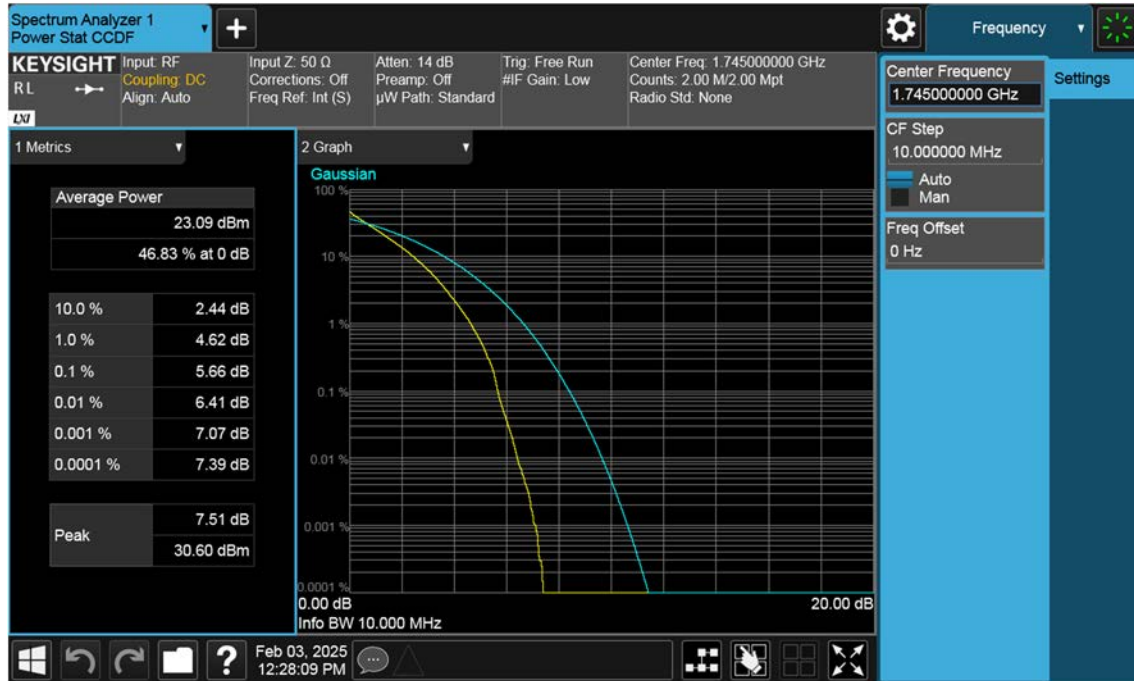 Spectrum Analyzer 1
Power Stat CCDF
Frequency
KEYSIGHT
R L
LXI
Input: RF
Coupling: DC
Align: Auto
Input Z: 50 Ω
Corrections: Off
Freq Ref: Int (S)
Atten: 14 dB
Preamp: Off
µW Path: Standard
Trig: Free Run
#IF Gain: Low
Center Freq: 1.745000000 GHz
Counts: 2.00 M/2.00 Mpt
Radio Std: None
Center Frequency
1.745000000 GHz
Settings
CF Step
10.000000 MHz
Auto
Man
Freq Offset
0 Hz
1 Metrics
Average Power
23.09 dBm
46.83 % at 0 dB
10.0 % 2.44 dB
1.0 % 4.62 dB
0.1 % 5.66 dB
0.01 % 6.41 dB
0.001 % 7.07 dB
0.0001 % 7.39 dB
Peak
7.51 dB
30.60 dBm
2 Graph
Gaussian
100 %
10 %
1 %
0.1 %
0.01 %
0.001 %
0.0001 %
0.00 dB 20.00 dB
Info BW 10.000 MHz
?
Feb 03, 2025
12:28:09 PM